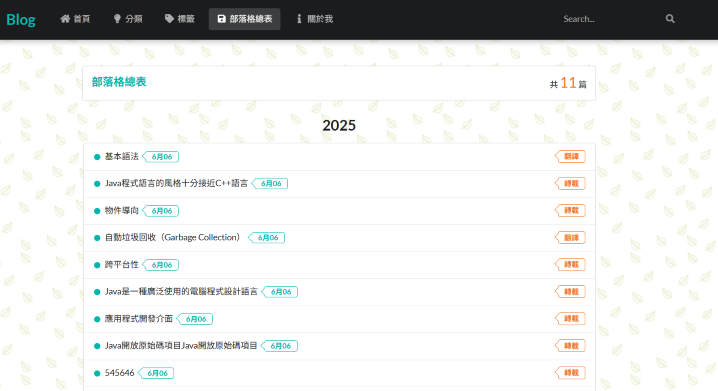 Blog 首頁 分類 標籤 部落格總表 關於我 Search...
部落格總表 共 11 篇
2025
基本語法 6月06 翻譯
Java程式語言的風格十分接近C++語言 6月06 轉載
物件導向 6月06 轉載
自動垃圾回收（Garbage Collection） 6月06 翻譯
跨平台性 6月06 轉載
Java是一種廣泛使用的電腦程式設計語言 6月06 轉載
應用程式開發介面 6月06 轉載
Java開放原始碼項目Java開放原始碼項目 6月06 轉載
545646 6月06 轉載